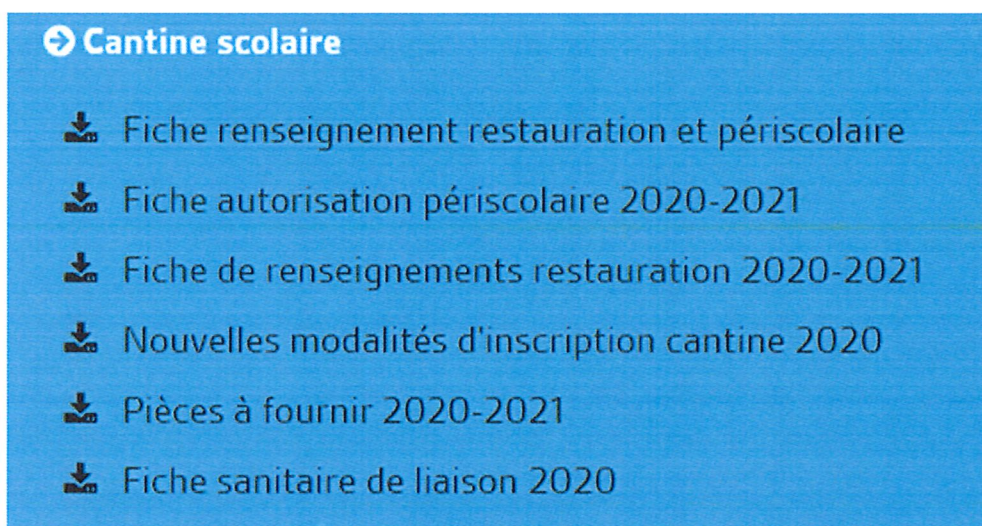 Cantine scolaire
Fiche renseignement restauration et périscolaire
Fiche autorisation périscolaire 2020-2021
Fiche de renseignements restauration 2020-2021
Nouvelles modalités d'inscription cantine 2020
Pièces à fournir 2020-2021
Fiche sanitaire de liaison 2020